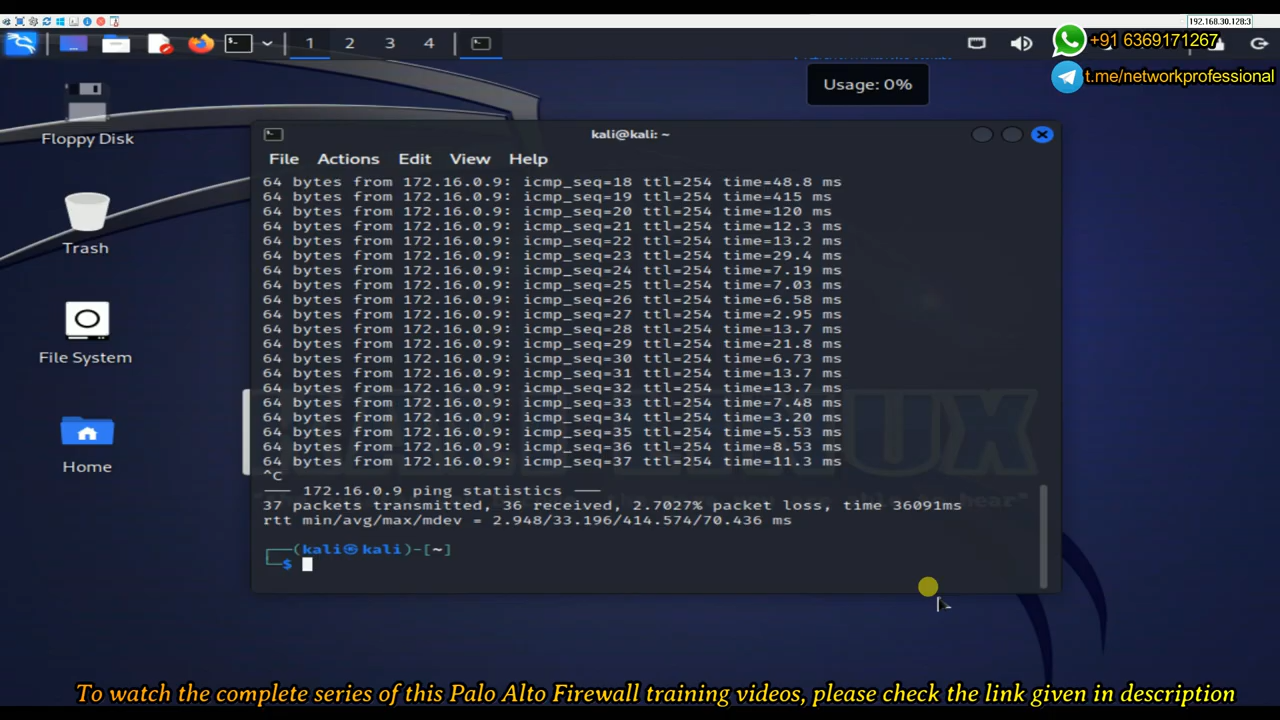 192.168.30.128:3
1 2 3 4
+91 6369171267
t.me/networkprofessional
Usage: 0%
Floppy Disk
Trash
File System
Home
kali@kali: ~
File Actions Edit View Help
64 bytes from 172.16.0.9: icmp_seq=18 ttl=254 time=48.8 ms
64 bytes from 172.16.0.9: icmp_seq=19 ttl=254 time=415 ms
64 bytes from 172.16.0.9: icmp_seq=20 ttl=254 time=120 ms
64 bytes from 172.16.0.9: icmp_seq=21 ttl=254 time=12.3 ms
64 bytes from 172.16.0.9: icmp_seq=22 ttl=254 time=13.2 ms
64 bytes from 172.16.0.9: icmp_seq=23 ttl=254 time=29.4 ms
64 bytes from 172.16.0.9: icmp_seq=24 ttl=254 time=7.19 ms
64 bytes from 172.16.0.9: icmp_seq=25 ttl=254 time=7.03 ms
64 bytes from 172.16.0.9: icmp_seq=26 ttl=254 time=6.58 ms
64 bytes from 172.16.0.9: icmp_seq=27 ttl=254 time=2.95 ms
64 bytes from 172.16.0.9: icmp_seq=28 ttl=254 time=13.7 ms
64 bytes from 172.16.0.9: icmp_seq=29 ttl=254 time=21.8 ms
64 bytes from 172.16.0.9: icmp_seq=30 ttl=254 time=6.73 ms
64 bytes from 172.16.0.9: icmp_seq=31 ttl=254 time=13.7 ms
64 bytes from 172.16.0.9: icmp_seq=32 ttl=254 time=13.7 ms
64 bytes from 172.16.0.9: icmp_seq=33 ttl=254 time=7.48 ms
64 bytes from 172.16.0.9: icmp_seq=34 ttl=254 time=3.20 ms
64 bytes from 172.16.0.9: icmp_seq=35 ttl=254 time=5.53 ms
64 bytes from 172.16.0.9: icmp_seq=36 ttl=254 time=8.53 ms
64 bytes from 172.16.0.9: icmp_seq=37 ttl=254 time=11.3 ms
^C
--- 172.16.0.9 ping statistics ---
37 packets transmitted, 36 received, 2.7027% packet loss, time 36091ms
rtt min/avg/max/mdev = 2.948/33.196/414.574/70.436 ms
┌──(kali㉿kali)-[~]
└─$
To watch the complete series of this Palo Alto Firewall training videos, please check the link given in description